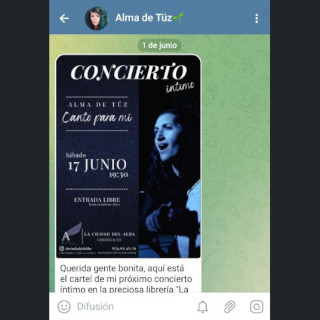 Alma de Tüz🌱
1 de junio
CONCIERTO
íntimo
ALMA DE TÜZ
Canto para mí
Sábado
17 JUNIO
19:30
ENTRADA LIBRE
LA CIUDAD DEL ALBA
Querida gente bonita, aquí está
el cartel de mi próximo concierto
íntimo en la preciosa librería "La
Difusión